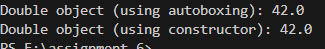 Double object (using autoboxing): 42.0
Double object (using constructor): 42.0
PS E:\assignment 6>